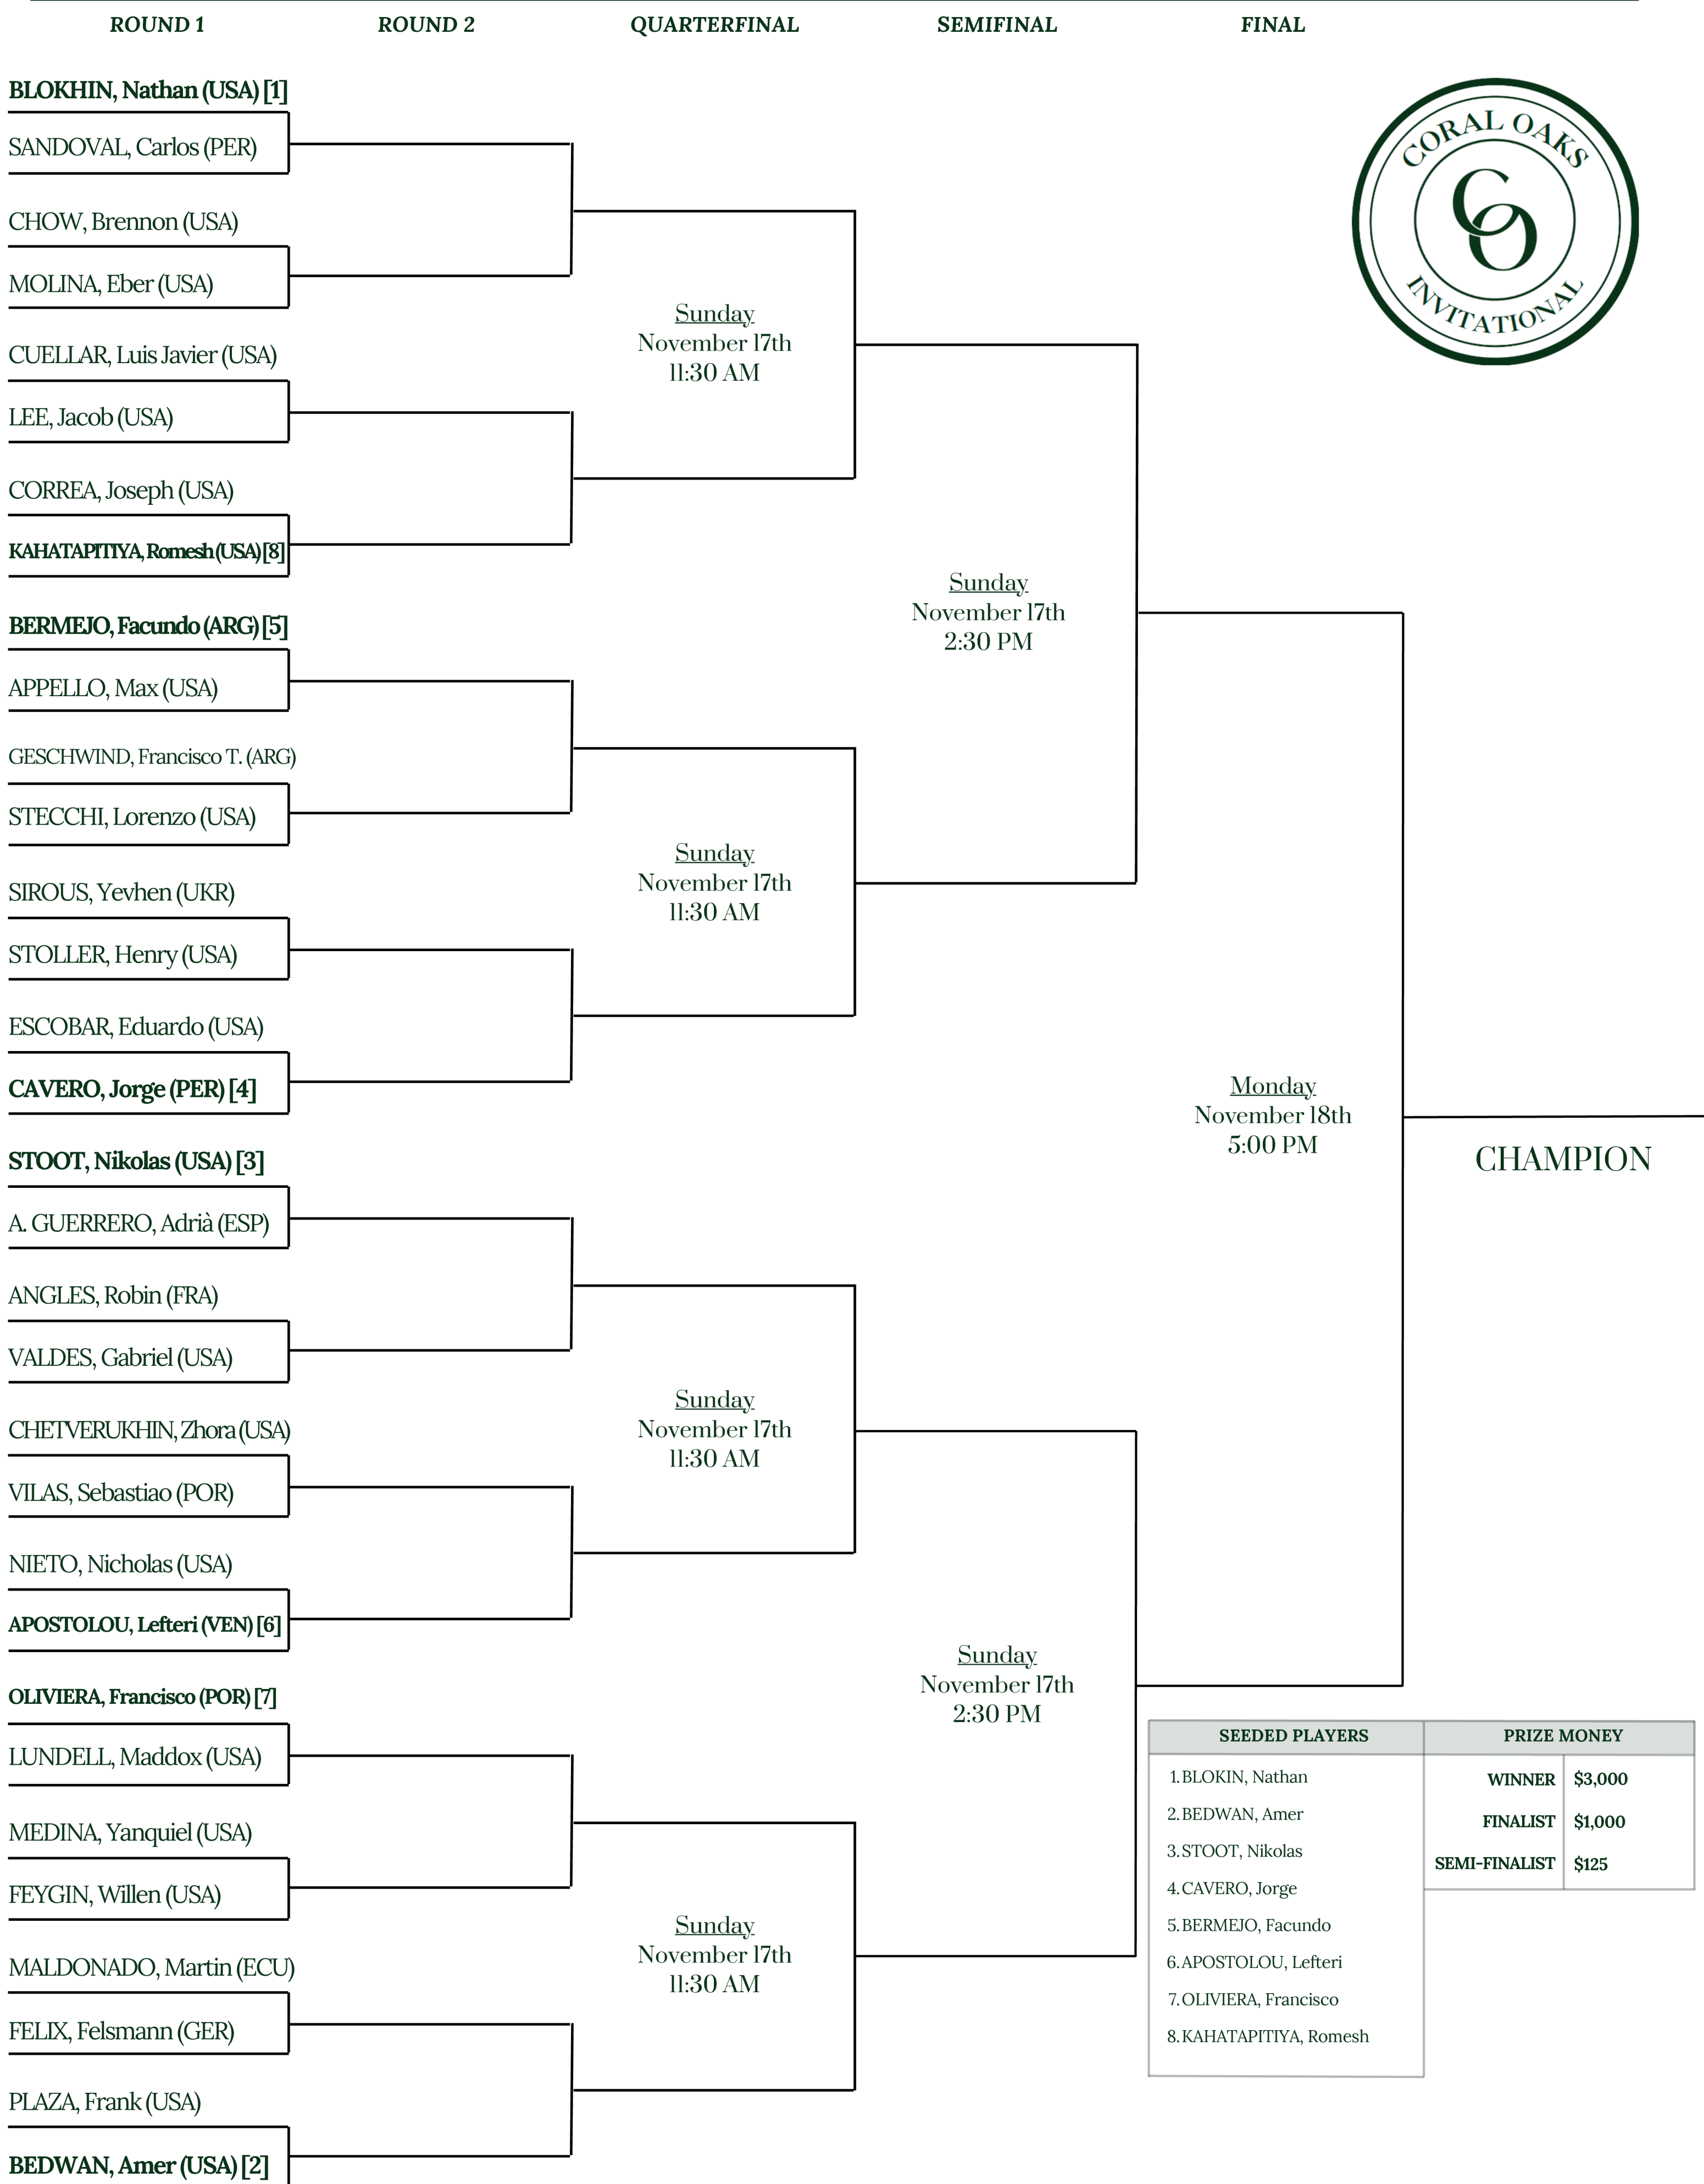 ROUND 1 ROUND 2 QUARTERFINAL SEMIFINAL FINAL
BLOKHIN, Nathan (USA) [1]
SANDOVAL, Carlos (PER)
CHOW, Brennon (USA)
MOLINA, Eber (USA)
CUELLAR, Luis Javier (USA)
LEE, Jacob (USA)
CORREA, Joseph (USA)
KAHATAPITIYA, Romesh (USA) [8]
BERMEJO, Facundo (ARG) [5]
APPELLO, Max (USA)
GESCHWIND, Francisco T. (ARG)
STECCHI, Lorenzo (USA)
SIROUS, Yevhen (UKR)
STOLLER, Henry (USA)
ESCOBAR, Eduardo (USA)
CAVERO, Jorge (PER) [4]
STOOT, Nikolas (USA) [3]
A. GUERRERO, Adrià (ESP)
ANGLES, Robin (FRA)
VALDES, Gabriel (USA)
CHETVERUKHIN, Zhora (USA)
VILAS, Sebastiao (POR)
NIETO, Nicholas (USA)
APOSTOLOU, Lefteri (VEN) [6]
OLIVIERA, Francisco (POR) [7]
LUNDELL, Maddox (USA)
MEDINA, Yanquiel (USA)
FEYGIN, Willen (USA)
MALDONADO, Martin (ECU)
FELIX, Felsmann (GER)
PLAZA, Frank (USA)
BEDWAN, Amer (USA) [2]
Sunday
November 17th
11:30 AM
Sunday
November 17th
11:30 AM
Sunday
November 17th
11:30 AM
Sunday
November 17th
11:30 AM
Sunday
November 17th
2:30 PM
Sunday
November 17th
2:30 PM
Monday
November 18th
5:00 PM
CHAMPION
CORAL OAKS
CO
INVITATIONAL
SEEDED PLAYERS
1. BLOKIN, Nathan
2. BEDWAN, Amer
3. STOOT, Nikolas
4. CAVERO, Jorge
5. BERMEJO, Facundo
6. APOSTOLOU, Lefteri
7. OLIVIERA, Francisco
8. KAHATAPITIYA, Romesh
PRIZE MONEY
WINNER $3,000
FINALIST $1,000
SEMI-FINALIST $125